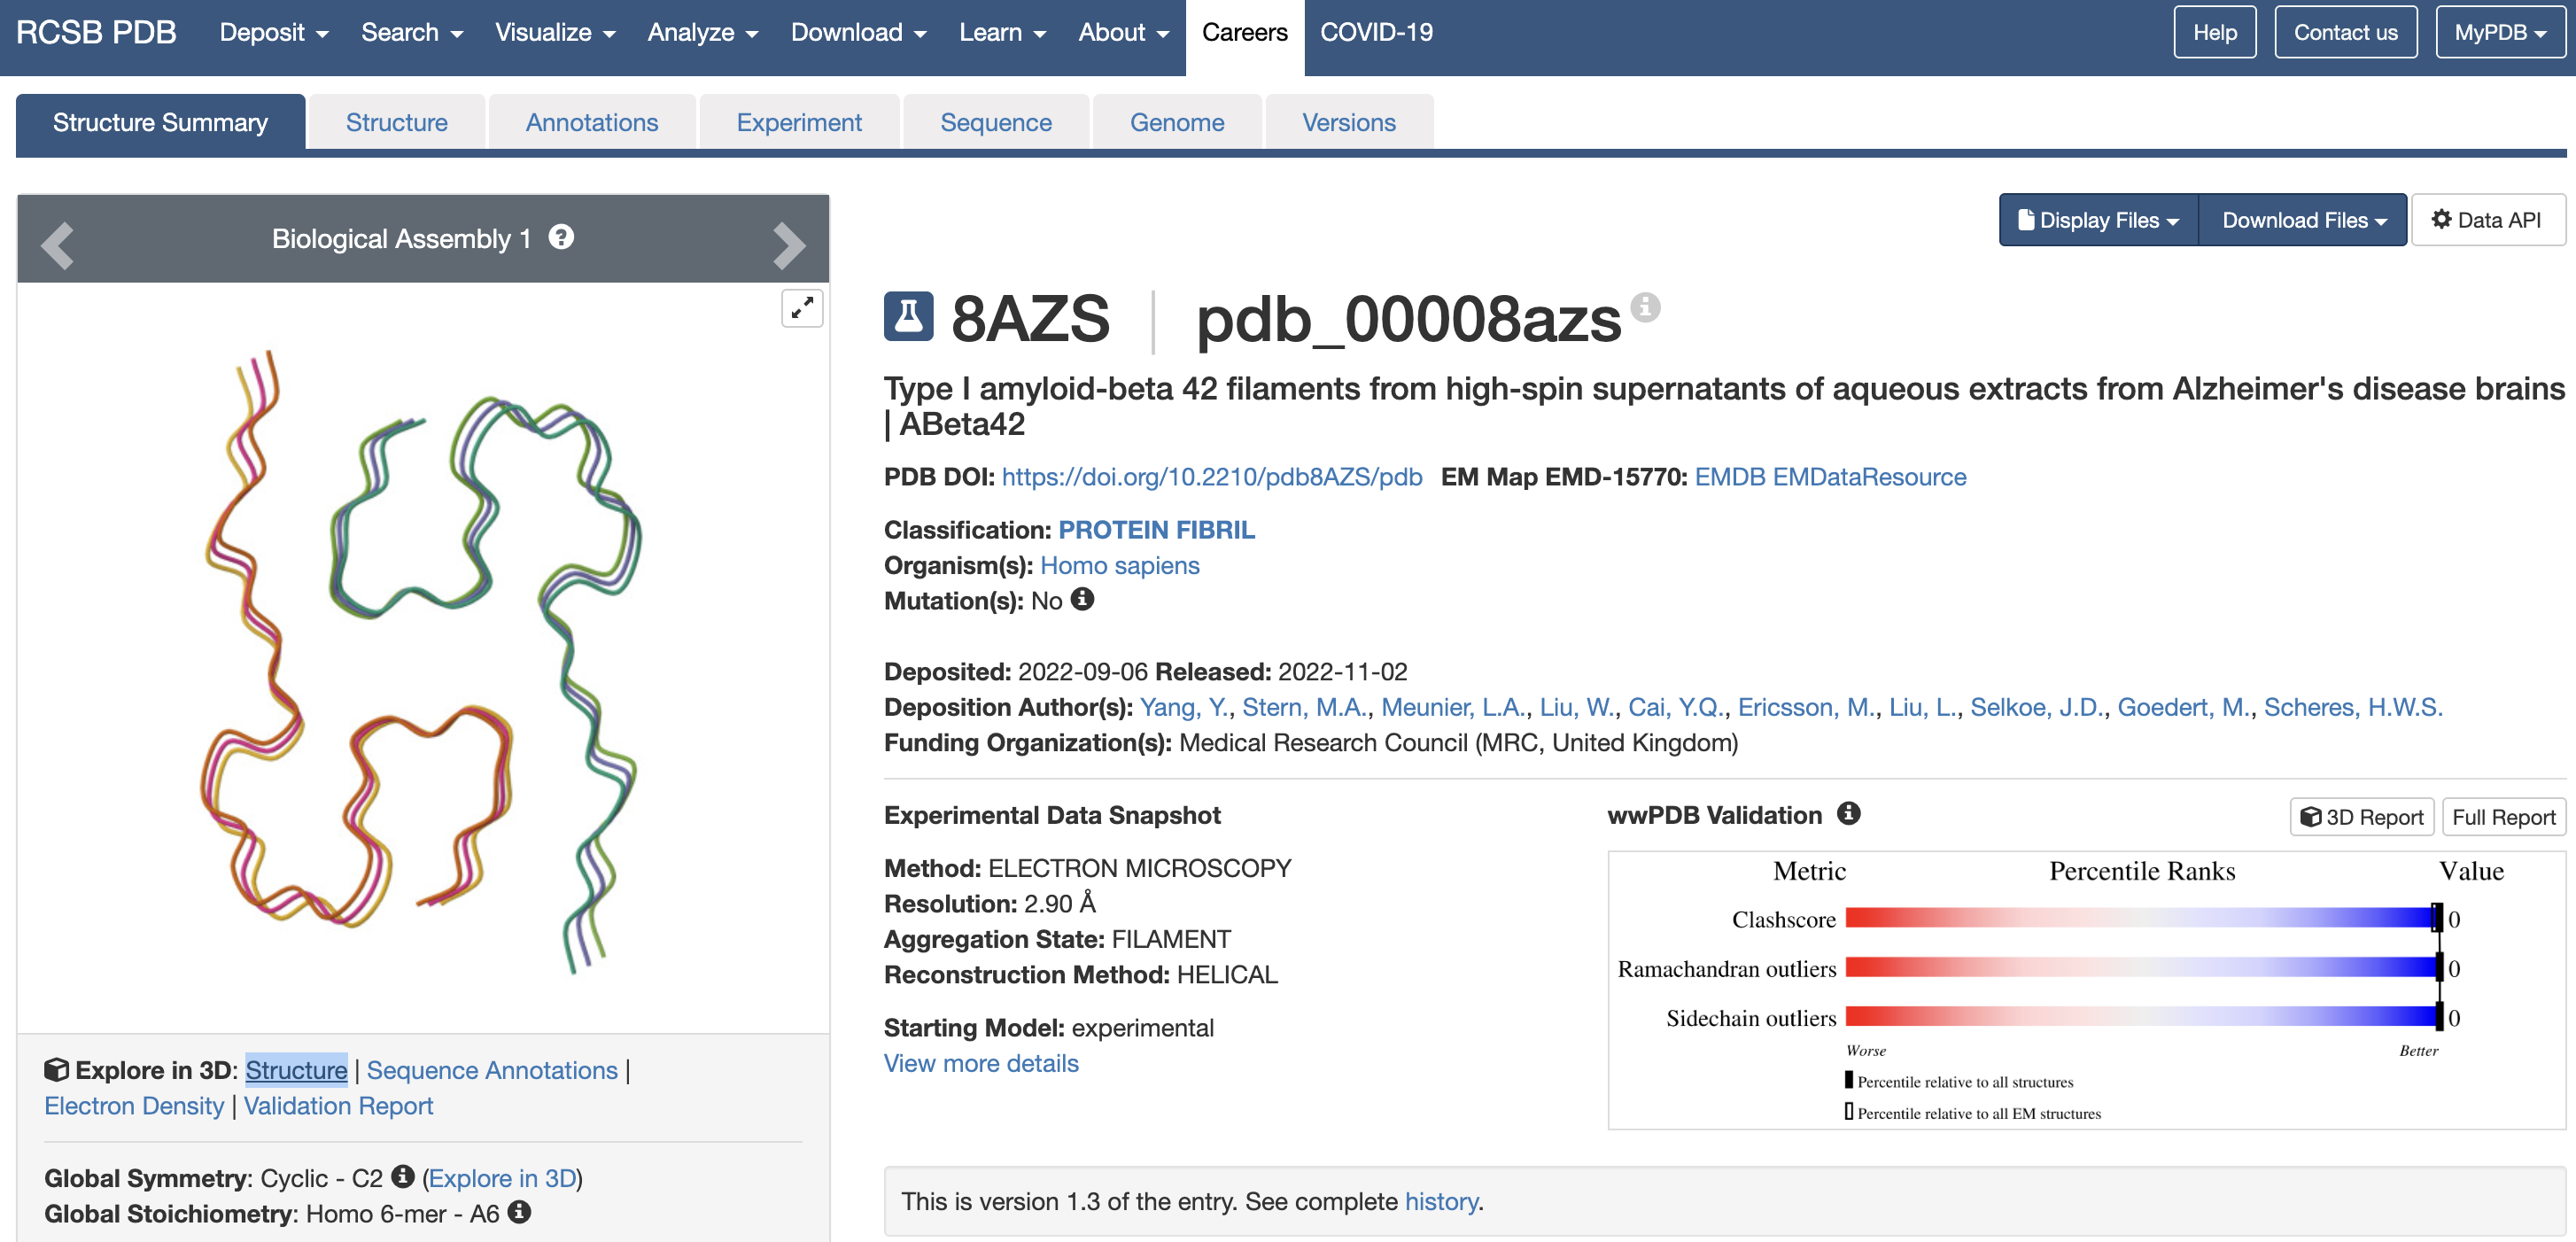 RCSB PDB Deposit Search Visualize Analyze Download Learn About Careers COVID-19 Help Contact us MyPDB
Structure Summary Structure Annotations Experiment Sequence Genome Versions
Biological Assembly 1
Display Files Download Files Data API
8AZS | pdb_00008azs
Type I amyloid-beta 42 filaments from high-spin supernatants of aqueous extracts from Alzheimer's disease brains
| ABeta42
PDB DOI: https://doi.org/10.2210/pdb8AZS/pdb EM Map EMD-15770: EMDB EMDataResource
Classification: PROTEIN FIBRIL
Organism(s): Homo sapiens
Mutation(s): No
Deposited: 2022-09-06 Released: 2022-11-02
Deposition Author(s): Yang, Y., Stern, M.A., Meunier, L.A., Liu, W., Cai, Y.Q., Ericsson, M., Liu, L., Selkoe, J.D., Goedert, M., Scheres, H.W.S.
Funding Organization(s): Medical Research Council (MRC, United Kingdom)
Experimental Data Snapshot
Method: ELECTRON MICROSCOPY
Resolution: 2.90 Å
Aggregation State: FILAMENT
Reconstruction Method: HELICAL
Starting Model: experimental
View more details
wwPDB Validation 3D Report Full Report
Metric Percentile Ranks Value
Clashscore 0
Ramachandran outliers 0
Sidechain outliers 0
Worse Better
Percentile relative to all structures
Percentile relative to all EM structures
Explore in 3D: Structure | Sequence Annotations |
Electron Density | Validation Report
Global Symmetry: Cyclic - C2 (Explore in 3D)
Global Stoichiometry: Homo 6-mer - A6
This is version 1.3 of the entry. See complete history.